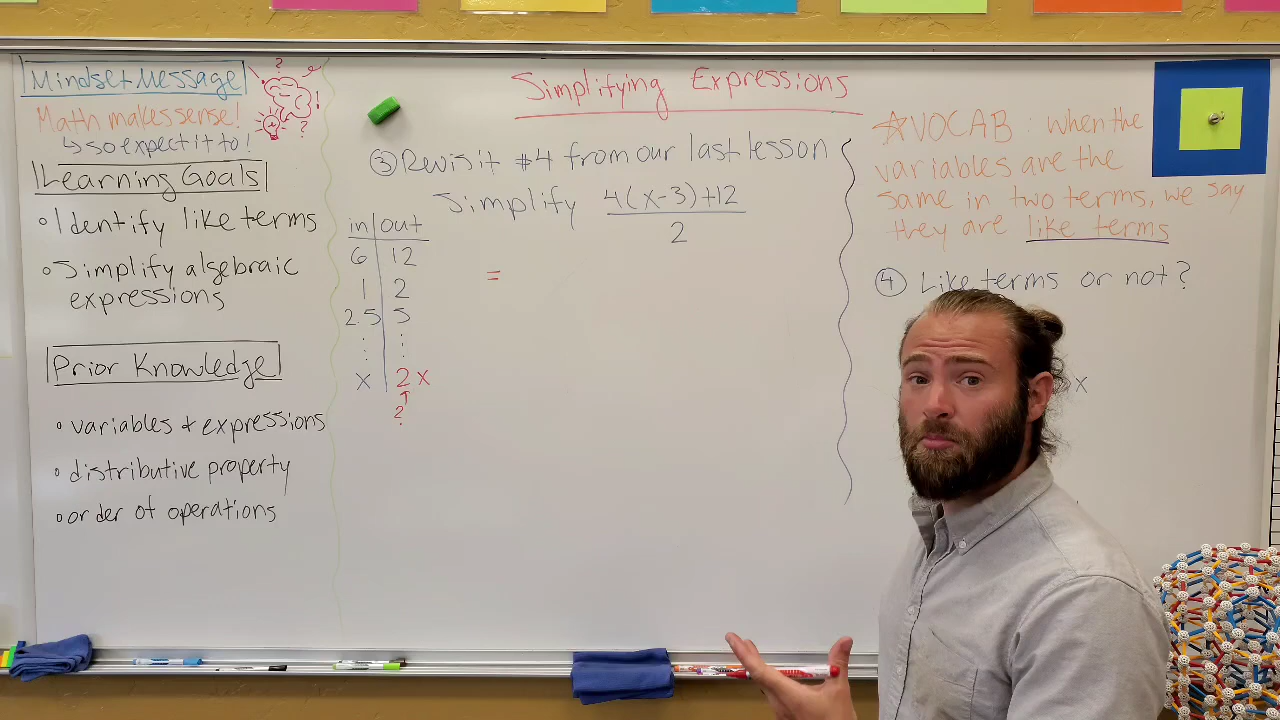 Mindset Message
Math makes sense!
↳ so expect it to!
Learning Goals
• Identify like terms
• Simplify algebraic
expressions
Prior Knowledge
• variables + expressions
• distributive property
• order of operations
? ! ?
Simplifying Expressions
③ Revisit #4 from our last lesson
Simplify 4(x-3)+12
2
=
in | out
6 | 12
1 | 2
2.5 | 5
⋮ | ⋮
x | 2x
↑
?
☆VOCAB : when the
variables are the
same in two terms, we say
they are like terms
④ Like terms or not?
x